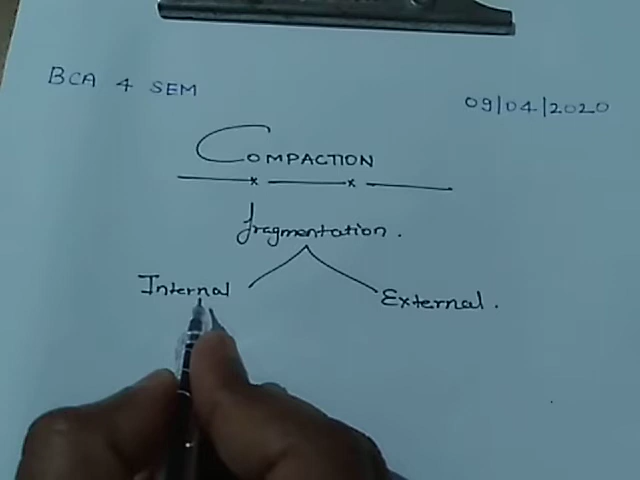 BCA 4 SEM
09/04/2020
COMPACTION
fragmentation.
Internal
External.